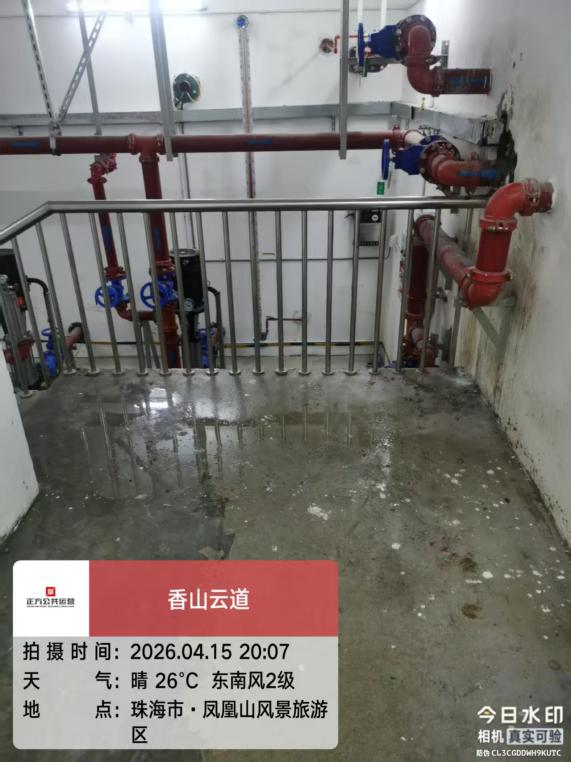 正方公共运营
香山云道
拍摄时间：2026.04.15 20:07
天气：晴 26℃ 东南风2级
地点：珠海市·凤凰山风景旅游
区
今日水印
相机 真实可验
防伪 CL3CGDDWH9KUTC